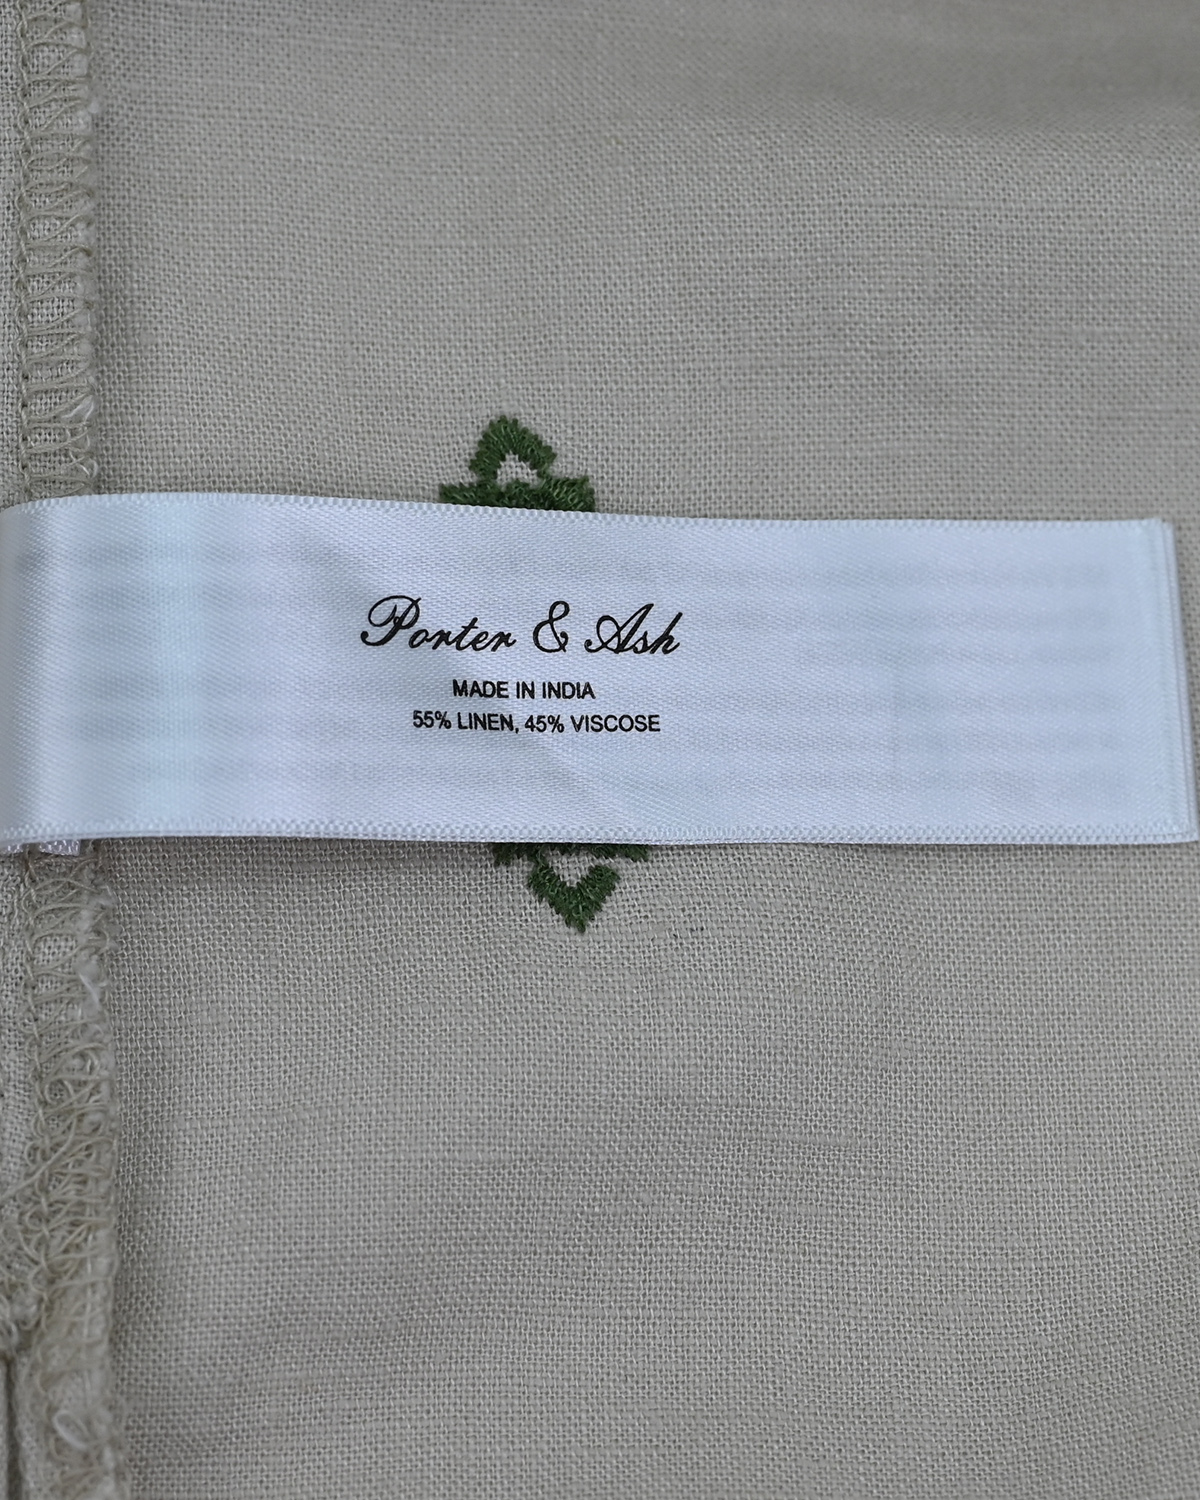 Porter & Ash
MADE IN INDIA
55% LINEN, 45% VISCOSE